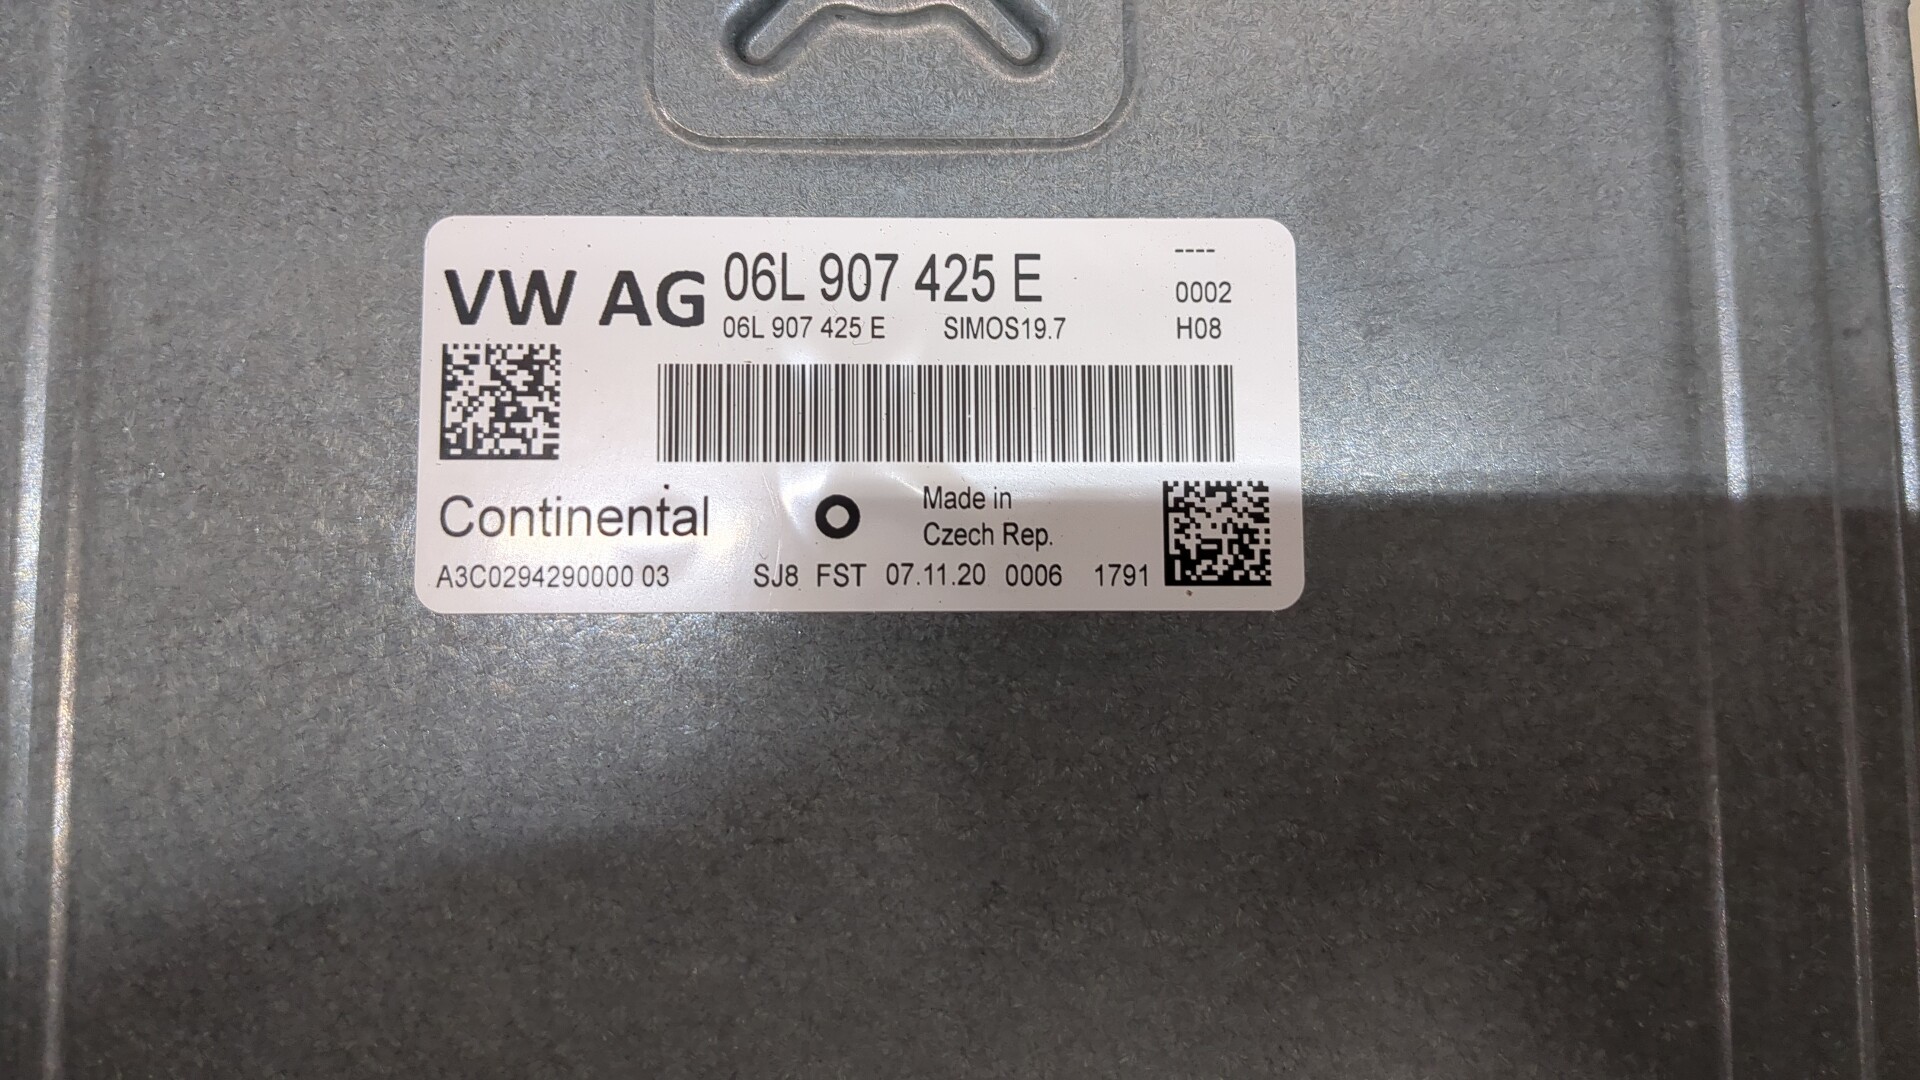 VW AG 06L 907 425 E ----
0002
06L 907 425 E SIMOS19.7 H08
Continental Made in
Czech Rep.
A3C0294290000 03 SJ8 FST 07.11.20 0006 1791